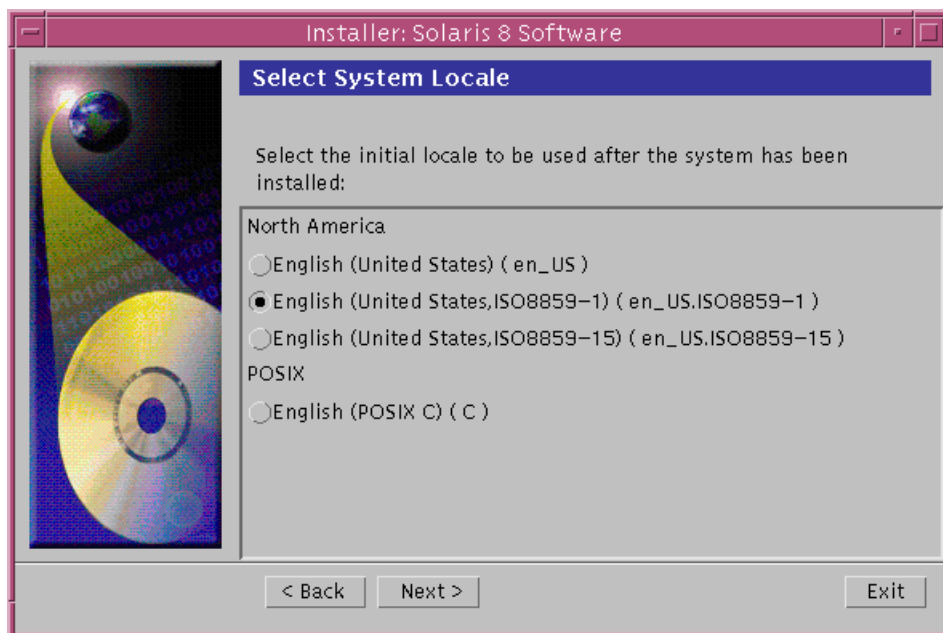 Installer: Solaris 8 Software
Select System Locale
Select the initial locale to be used after the system has been
installed:
North America
English (United States) ( en_US )
English (United States,ISO8859-1) ( en_US.ISO8859-1 )
English (United States,ISO8859-15) ( en_US.ISO8859-15 )
POSIX
English (POSIX C) ( C )
< Back
Next >
Exit